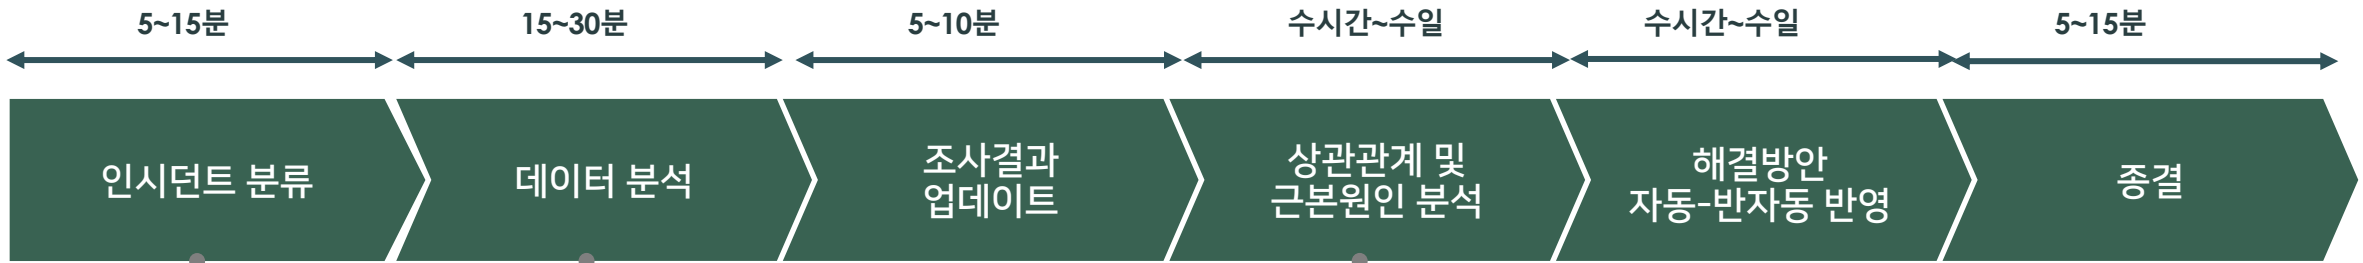 5~15분
15~30분
5~10분
수시간~수일
수시간~수일
5~15분
인시던트 분류
데이터 분석
조사결과
업데이트
상관관계 및
근본원인 분석
해결방안
자동-반자동 반영
종결